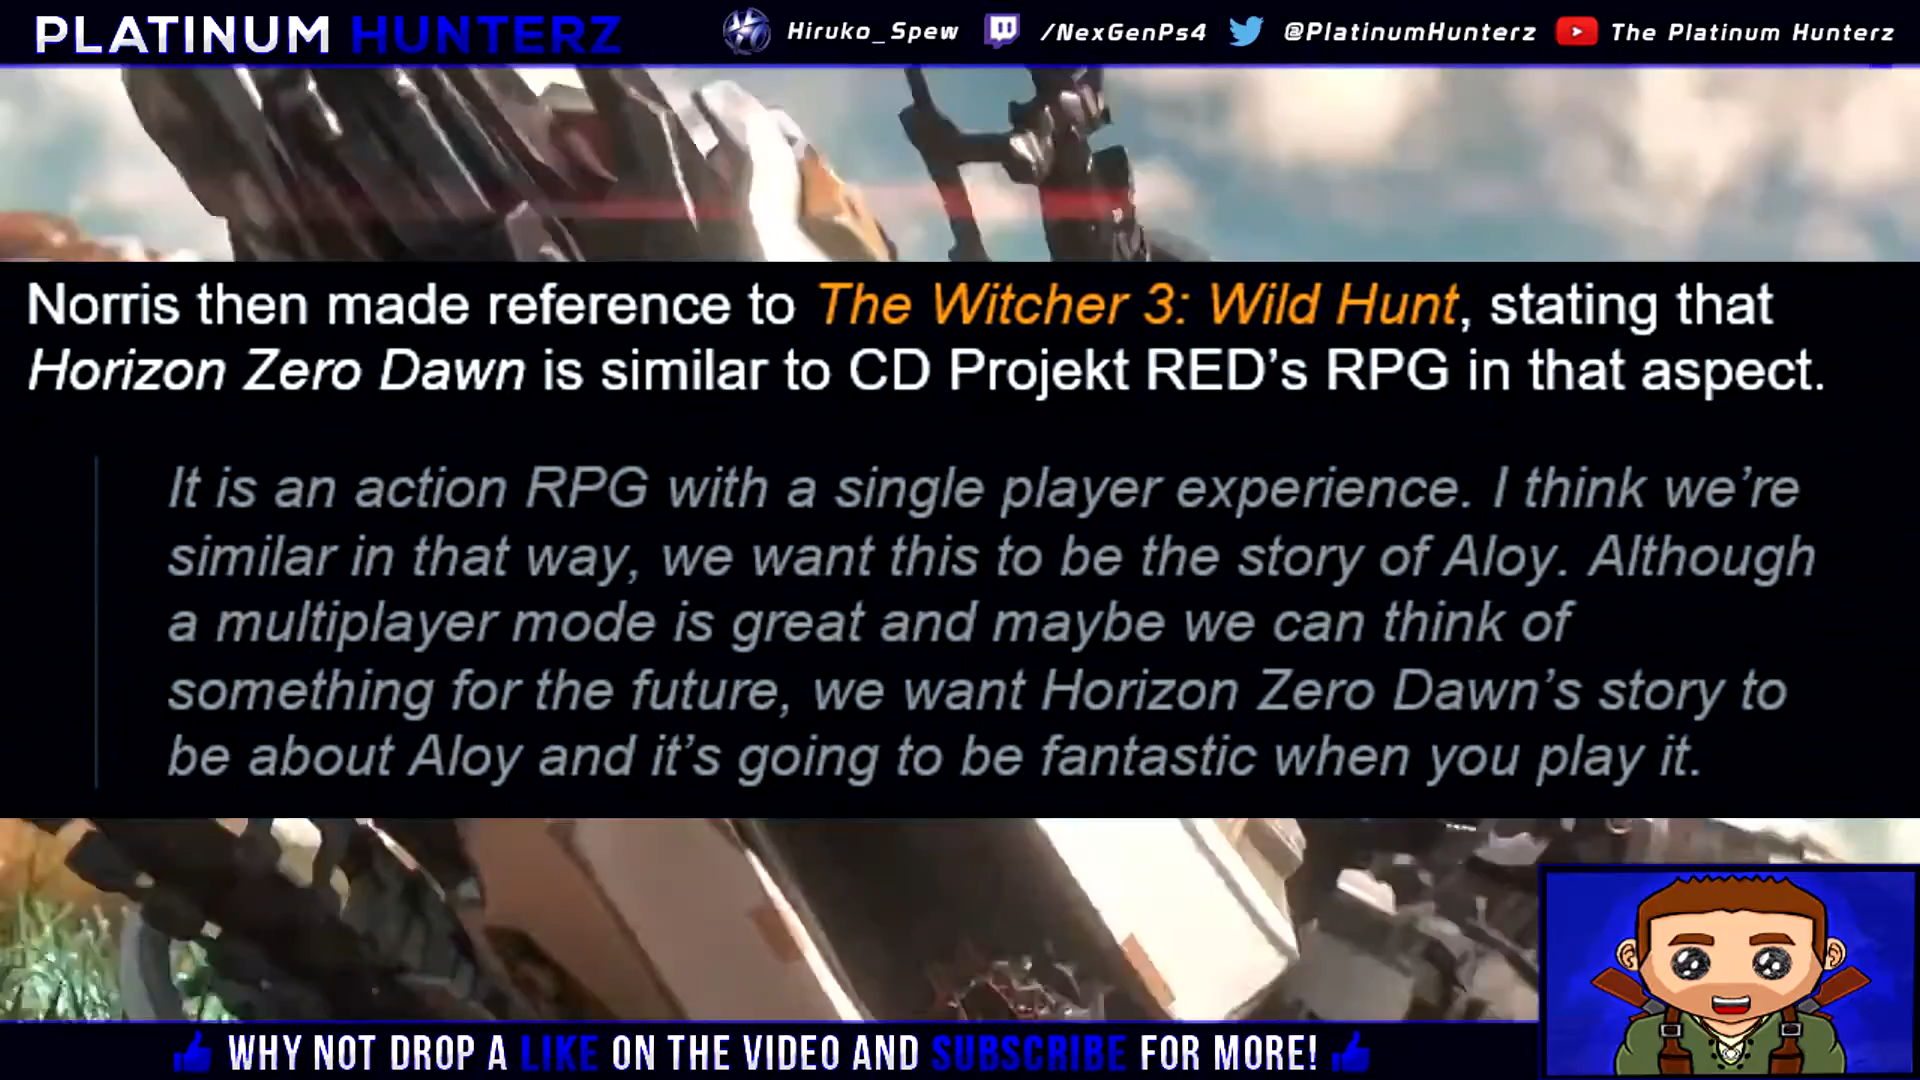 PLATINUM HUNTERZ
Hiruko_Spew
/NexGenPs4
@PlatinumHunterz
The Platinum Hunterz
Norris then made reference to The Witcher 3: Wild Hunt, stating that
Horizon Zero Dawn is similar to CD Projekt RED’s RPG in that aspect.
It is an action RPG with a single player experience. I think we’re
similar in that way, we want this to be the story of Aloy. Although
a multiplayer mode is great and maybe we can think of
something for the future, we want Horizon Zero Dawn’s story to
be about Aloy and it’s going to be fantastic when you play it.
WHY NOT DROP A LIKE ON THE VIDEO AND SUBSCRIBE FOR MORE!